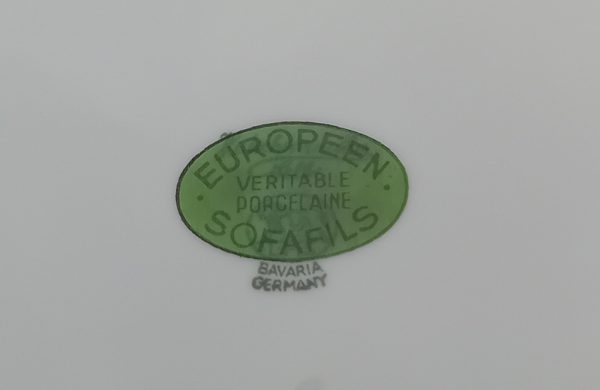 · EUROPEEN ·
VERITABLE
PORCELAINE
SOFAFILS
BAVARIA
GERMANY